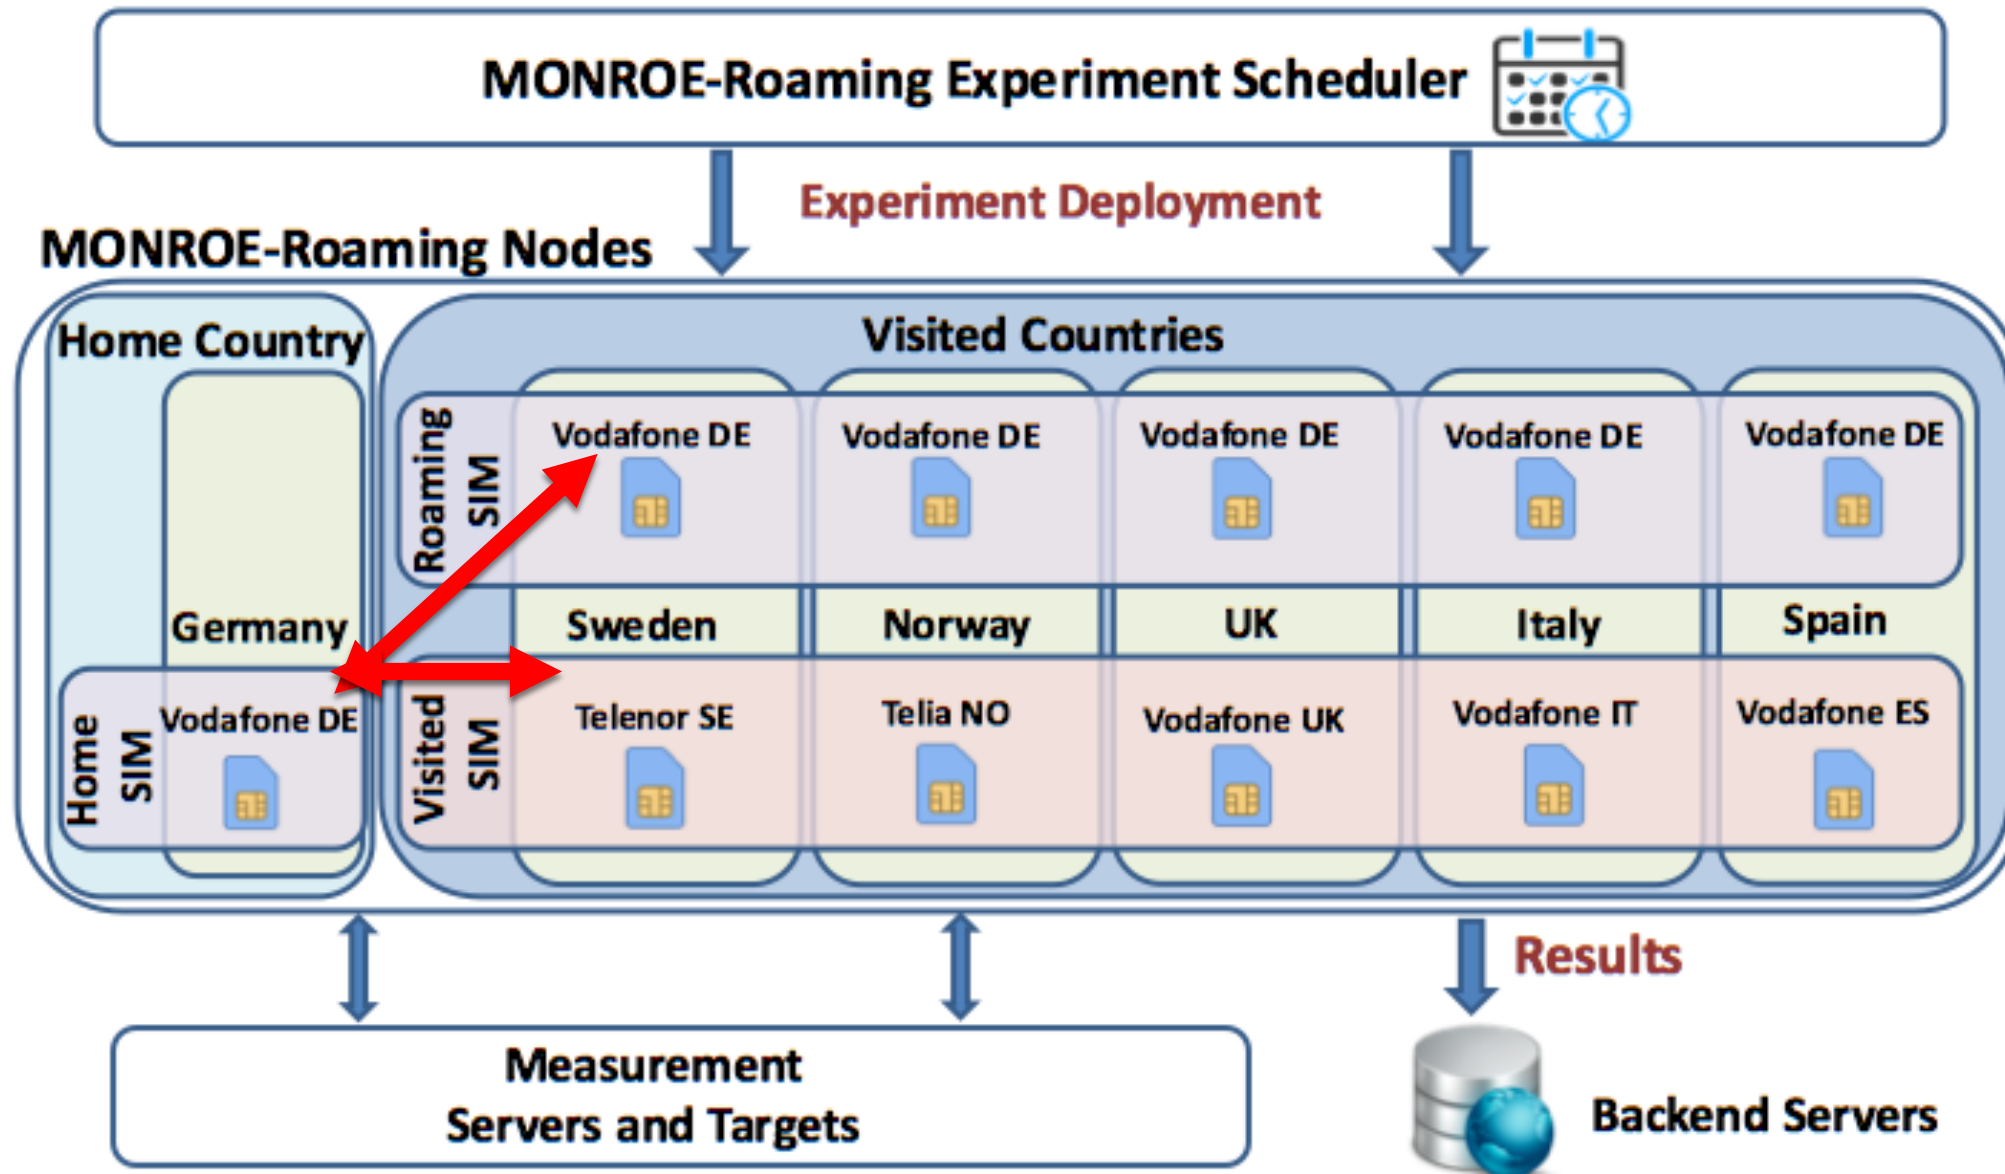 MONROE-Roaming Experiment Scheduler
Experiment Deployment
MONROE-Roaming Nodes
Home Country
Visited Countries
Roaming
SIM
Vodafone DE
Vodafone DE
Vodafone DE
Vodafone DE
Vodafone DE
Germany
Sweden
Norway
UK
Italy
Spain
Home
SIM
Vodafone DE
Visited
SIM
Telenor SE
Telia NO
Vodafone UK
Vodafone IT
Vodafone ES
Results
Measurement
Servers and Targets
Backend Servers